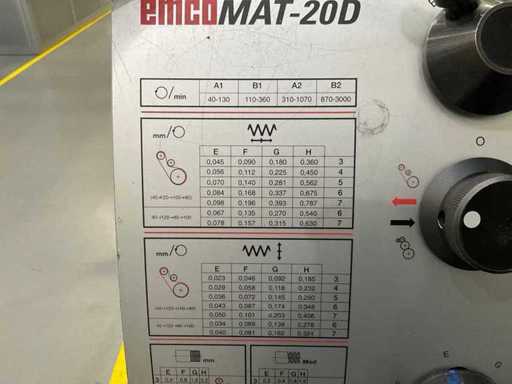 emcoMAT-20D
/min A1 B1 A2 B2
40-130 110-360 310-1070 870-3000
mm/
E F G H
0,045 0,090 0,180 0,360 3
0,056 0,112 0,225 0,450 4
0,070 0,140 0,281 0,562 5
0,084 0,168 0,337 0,675 6
0,098 0,196 0,393 0,787 7
0,067 0,135 0,270 0,540 6
0,078 0,157 0,315 0,630 7
mm/
E F G H
0,023 0,046 0,092 0,185 3
0,029 0,058 0,116 0,232 4
0,036 0,072 0,145 0,290 5
0,043 0,087 0,174 0,348 6
0,050 0,101 0,203 0,406 7
0,034 0,069 0,139 0,278 6
0,040 0,081 0,162 7
mm Mod
E F G H E F G H
3 3
O
E G